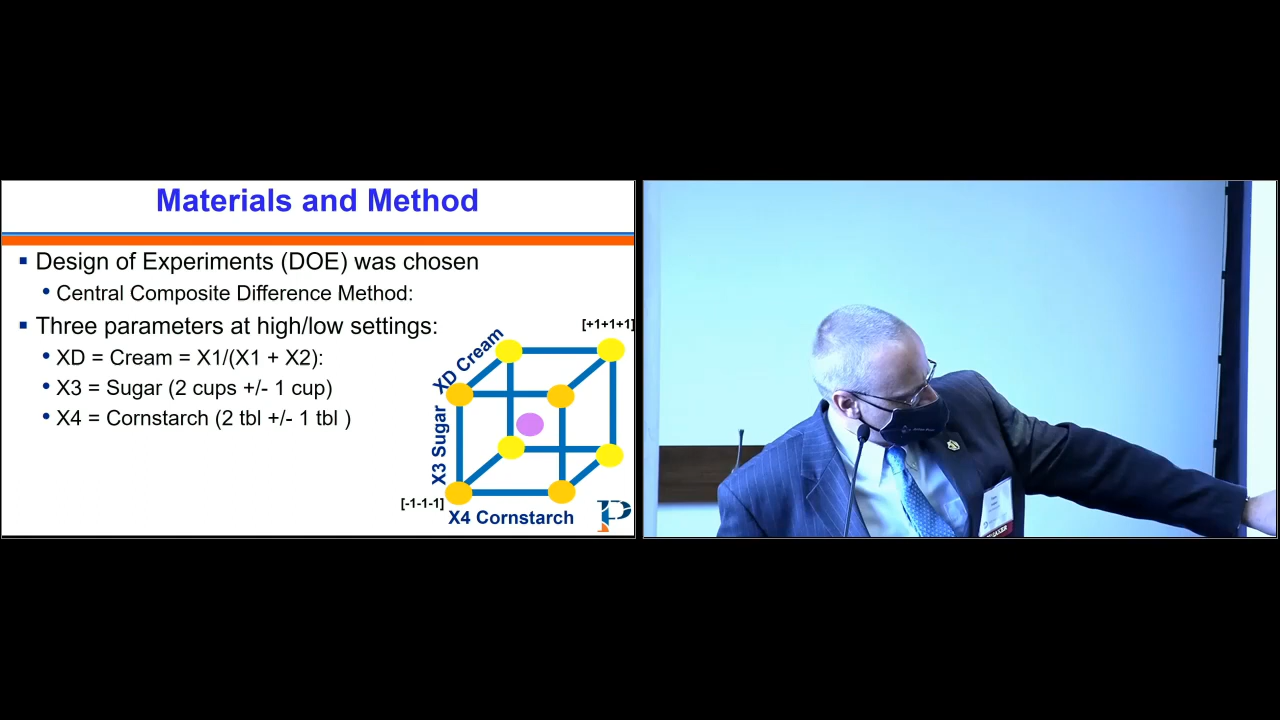 Materials and Method
Design of Experiments (DOE) was chosen
Central Composite Difference Method:
Three parameters at high/low settings:
XD = Cream = X1/(X1 + X2):
X3 = Sugar (2 cups +/- 1 cup)
X4 = Cornstarch (2 tbl +/- 1 tbl )
[+1+1+1]
XD Cream
X3 Sugar
[-1-1-1]
X4 Cornstarch
P